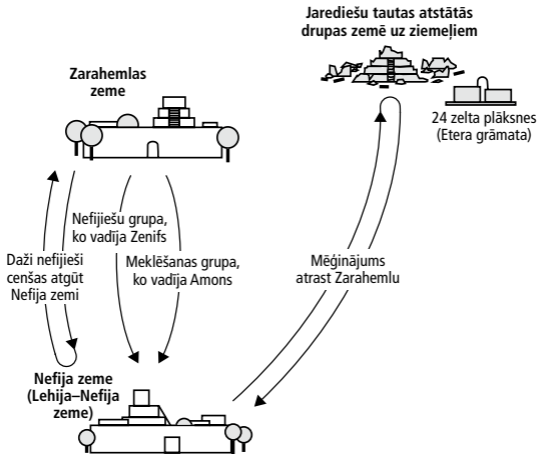 Jarediešu tautas atstātās
drupas zemē uz ziemeļiem
Zarahemlas
zeme
24 zelta plāksnes
(Etera grāmata)
Nefijiešu grupa,
ko vadīja Zenifs
Daži nefijieši
cenšas atgūt
Nefija zemi
Meklēšanas grupa,
ko vadīja Amons
Mēģinājums
atrast Zarahemlu
Nefija zeme
(Lehija–Nefija
zeme)